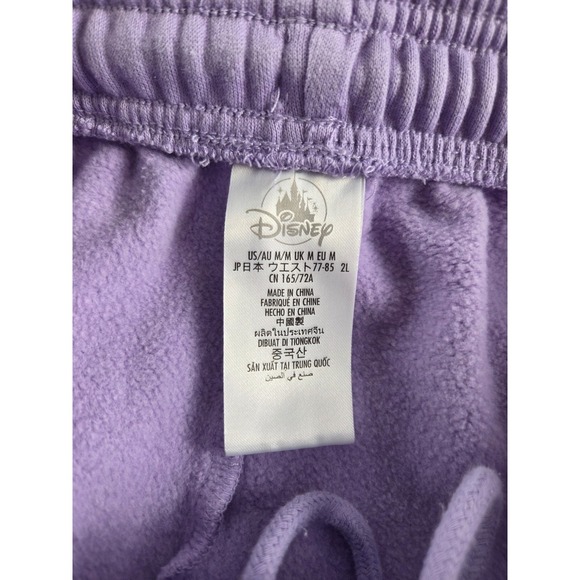 Disney
US/AU M/M UK M EU M
JP日本 ウエスト77-85 2L
CN 165/72A
MADE IN CHINA
FABRIQUÉ EN CHINE
HECHO EN CHINA
中國製
ผลิตในประเทศจีน
DIBUAT DI TIONGKOK
중국산
SẢN XUẤT TẠI TRUNG QUỐC
صنع في الصين